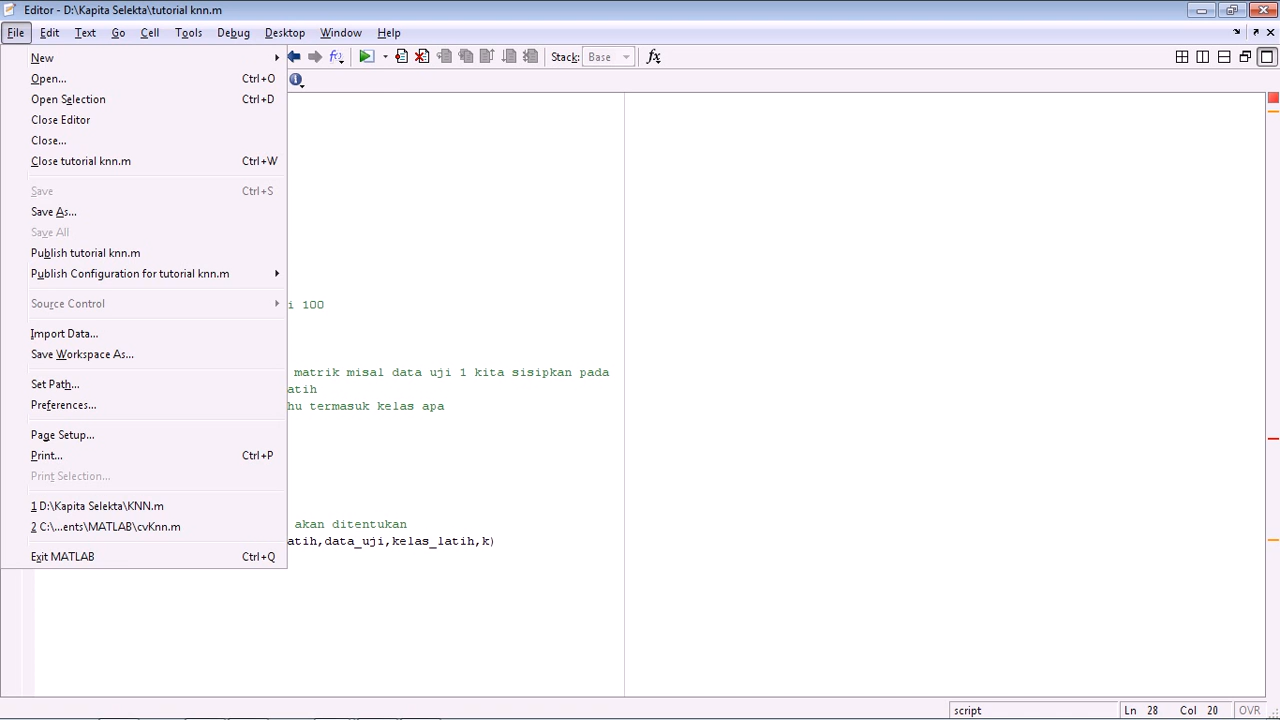 Editor - D:\Kapita Selekta\tutorial knn.m
File Edit Text Go Cell Tools Debug Desktop Window Help
Stack: Base fx
New
Open... Ctrl+O
Open Selection Ctrl+D
Close Editor
Close...
Close tutorial knn.m Ctrl+W
Save Ctrl+S
Save As...
Save All
Publish tutorial knn.m
Publish Configuration for tutorial knn.m
Source Control
Import Data...
Save Workspace As...
Set Path...
Preferences...
Page Setup...
Print... Ctrl+P
Print Selection...
1 D:\Kapita Selekta\KNN.m
2 C:\...ents\MATLAB\cvKnn.m
Exit MATLAB Ctrl+Q
i 100
matrik misal data uji 1 kita sisipkan pada
atih
hu termasuk kelas apa
akan ditentukan
atih,data_uji,kelas_latih,k)
script Ln 28 Col 20 OVR